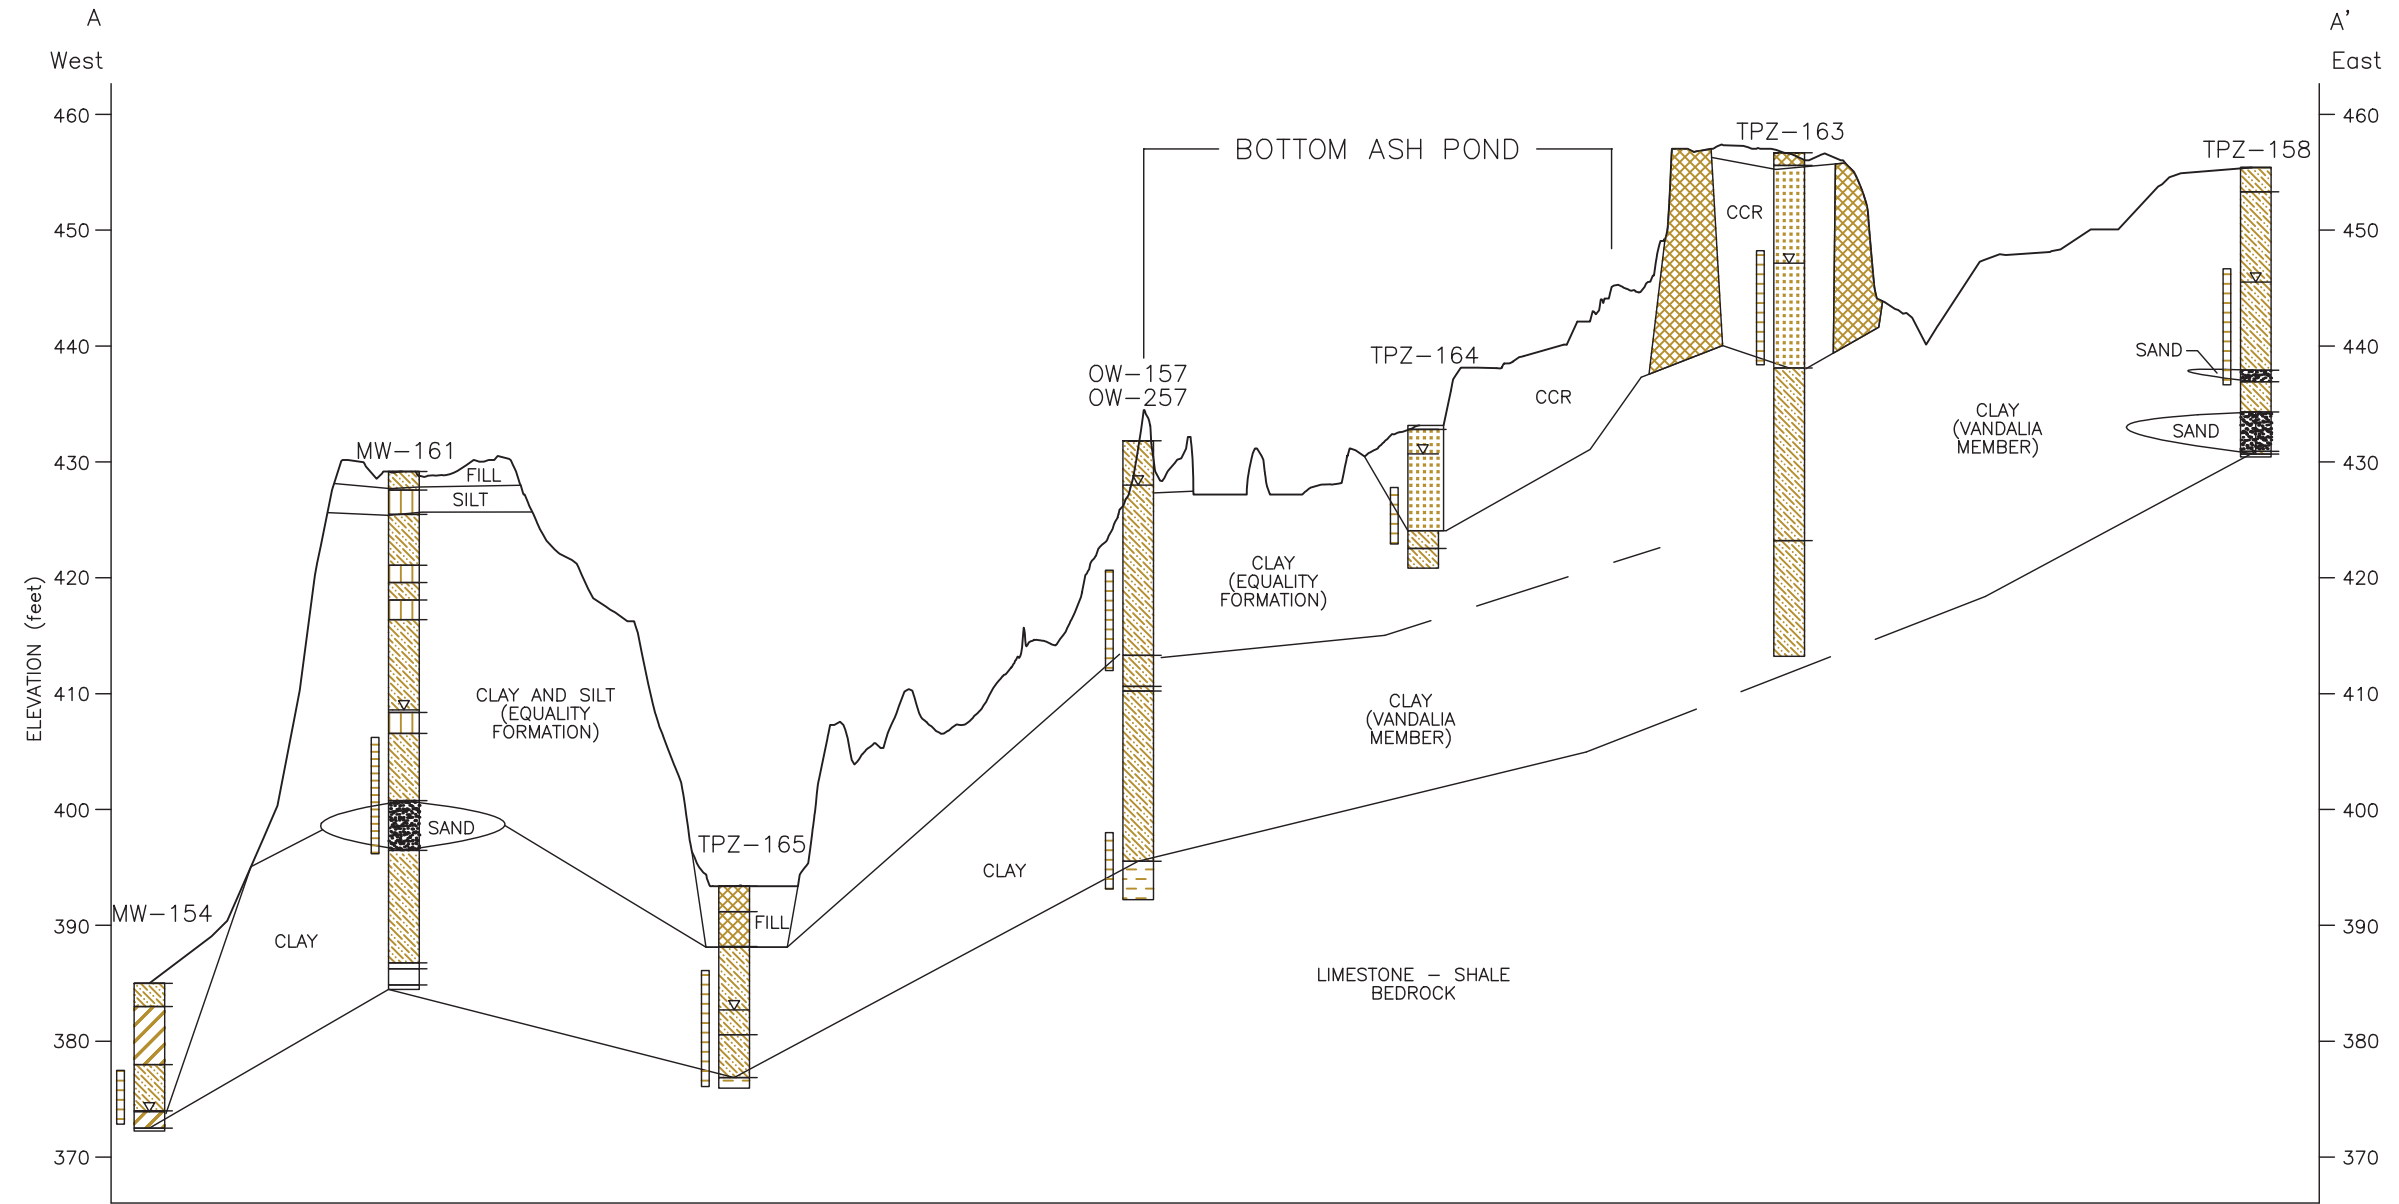 A
A'
West
East
460
460
TPZ-163
BOTTOM ASH POND
TPZ-158
CCR
450
450
440
440
SAND
TPZ-164
OW-157
OW-257
CCR
CLAY
(VANDALIA
MEMBER)
SAND
MW-161
430
430
FILL
SILT
420
420
CLAY
(EQUALITY
FORMATION)
ELEVATION (feet)
410
410
CLAY AND SILT
(EQUALITY
FORMATION)
CLAY
(VANDALIA
MEMBER)
400
400
SAND
TPZ-165
CLAY
MW-154
390
390
FILL
CLAY
LIMESTONE - SHALE
BEDROCK
380
380
370
370